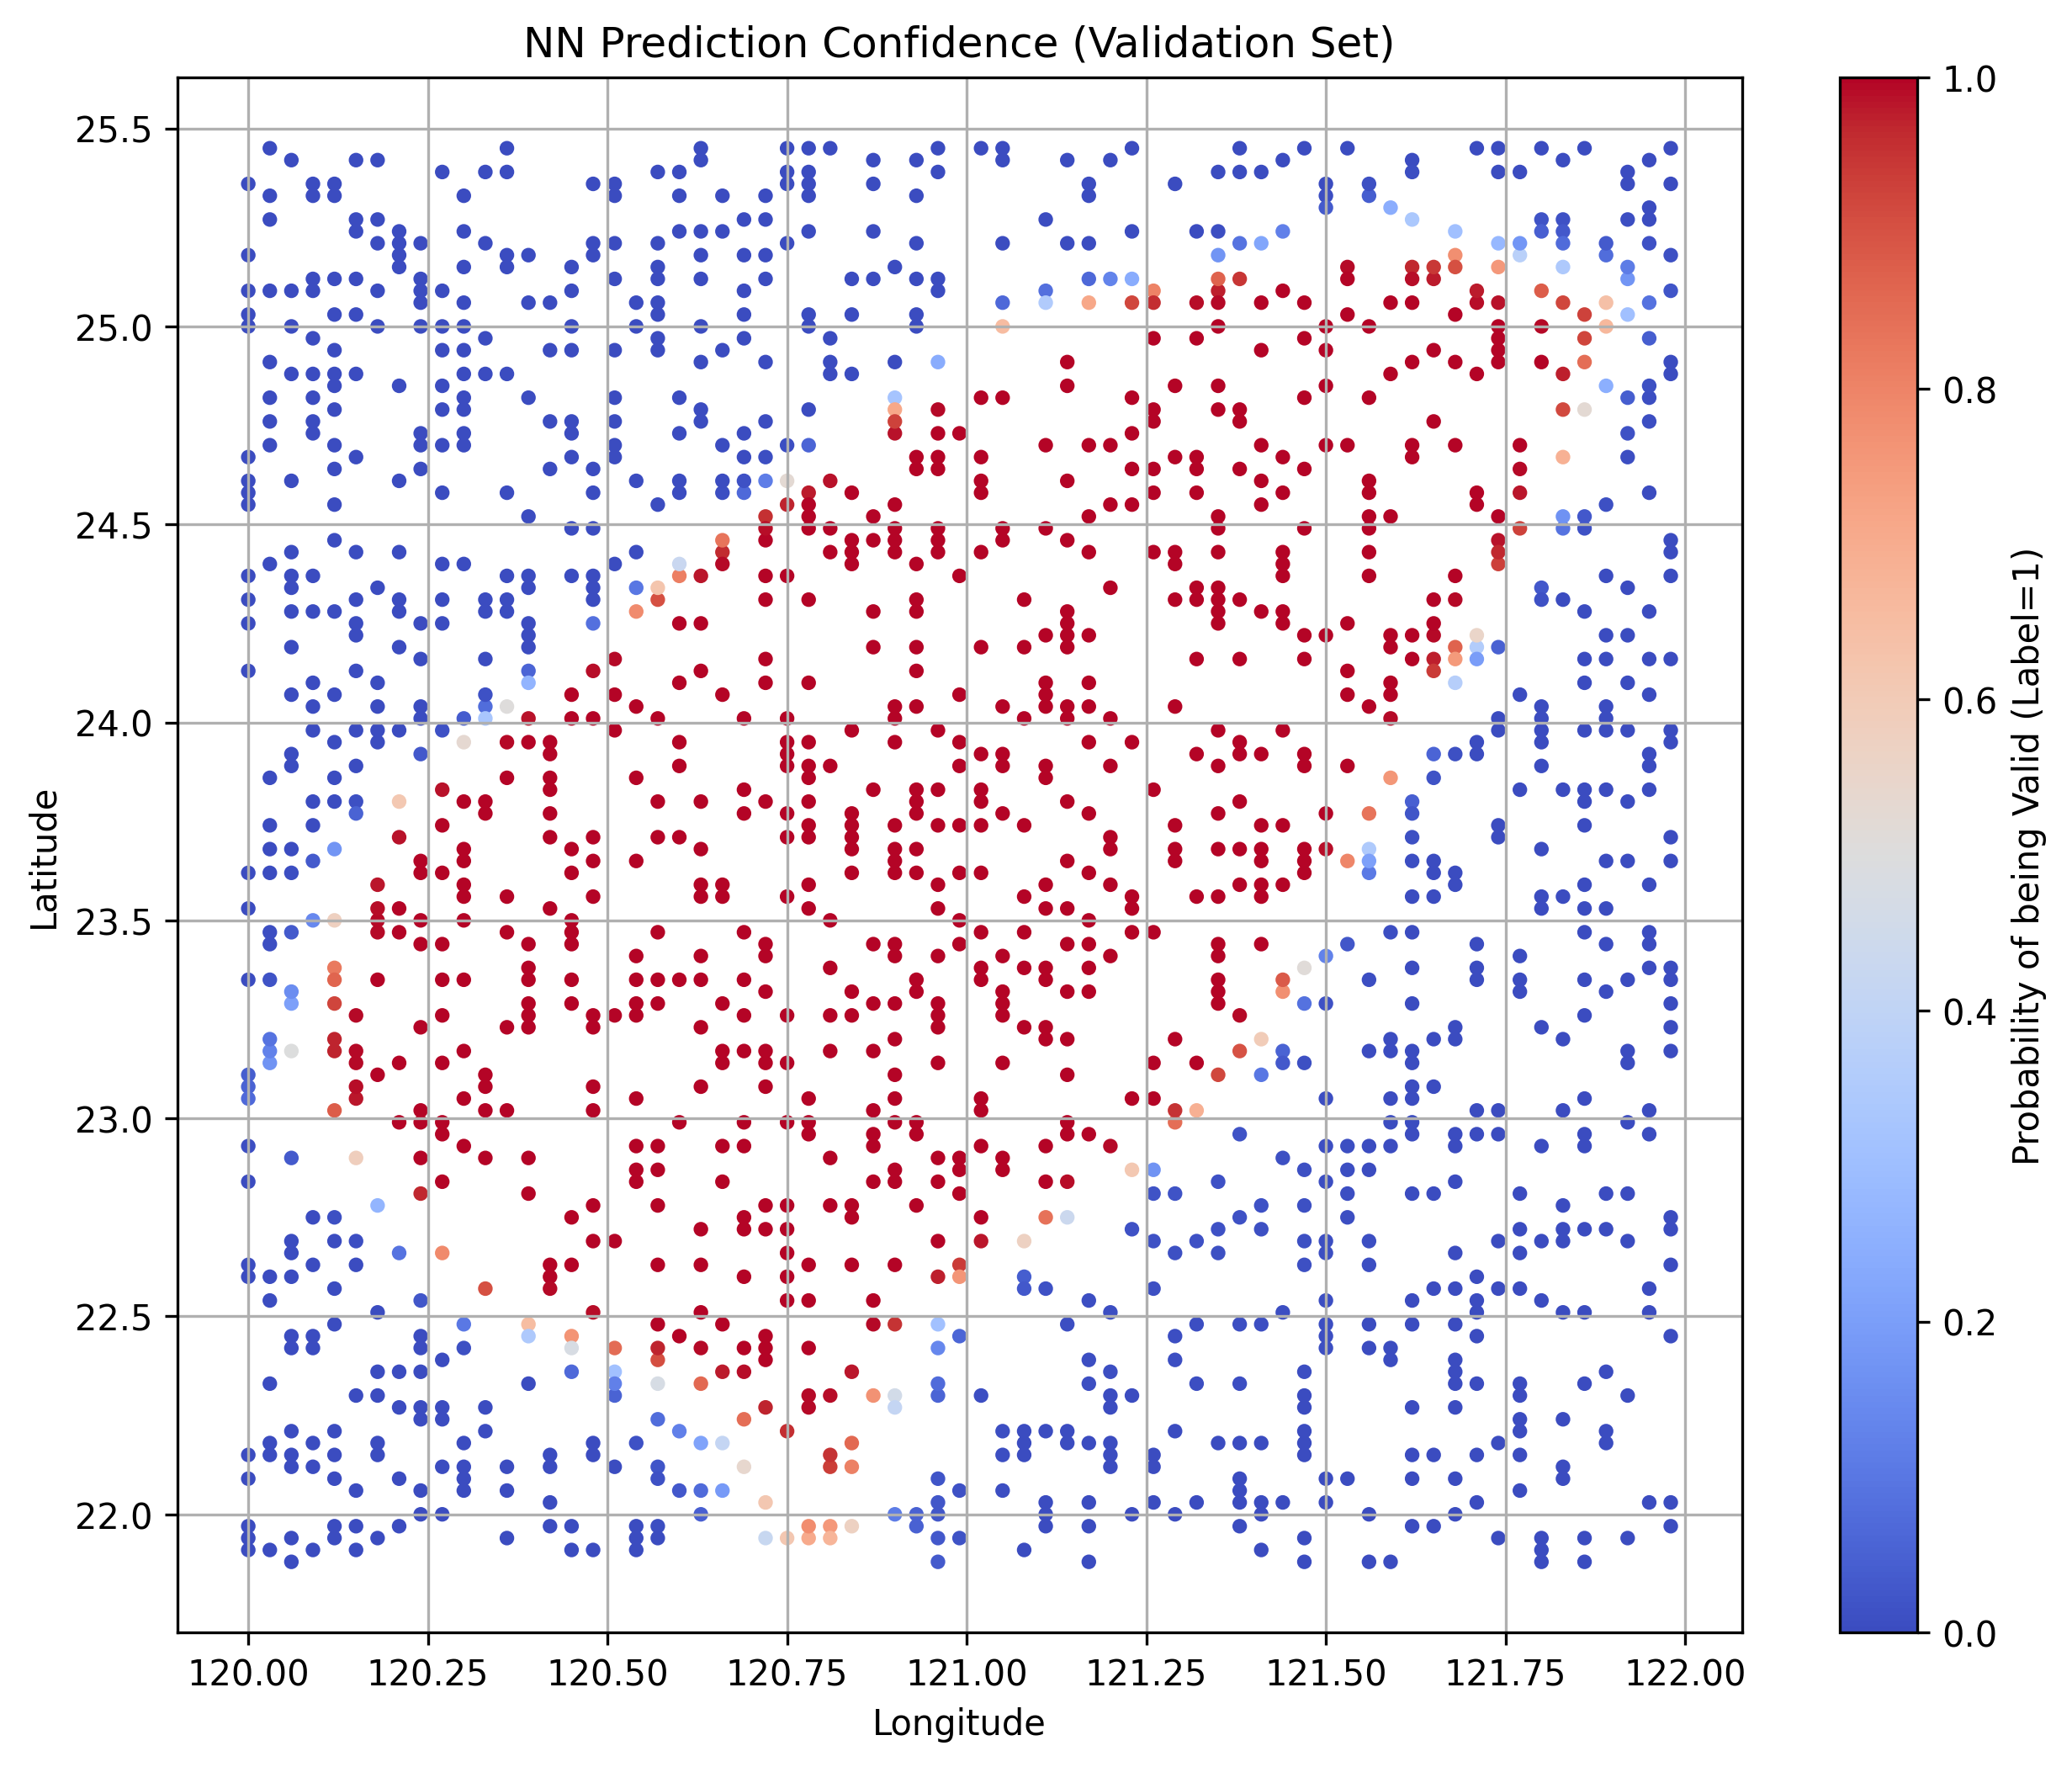 NN Prediction Confidence (Validation Set)
25.5
25.0
24.5
24.0
23.5
23.0
22.5
22.0
Latitude
120.00 120.25 120.50 120.75 121.00 121.25 121.50 121.75 122.00
Longitude
1.0
0.8
0.6
0.4
0.2
0.0
Probability of being Valid (Label=1)